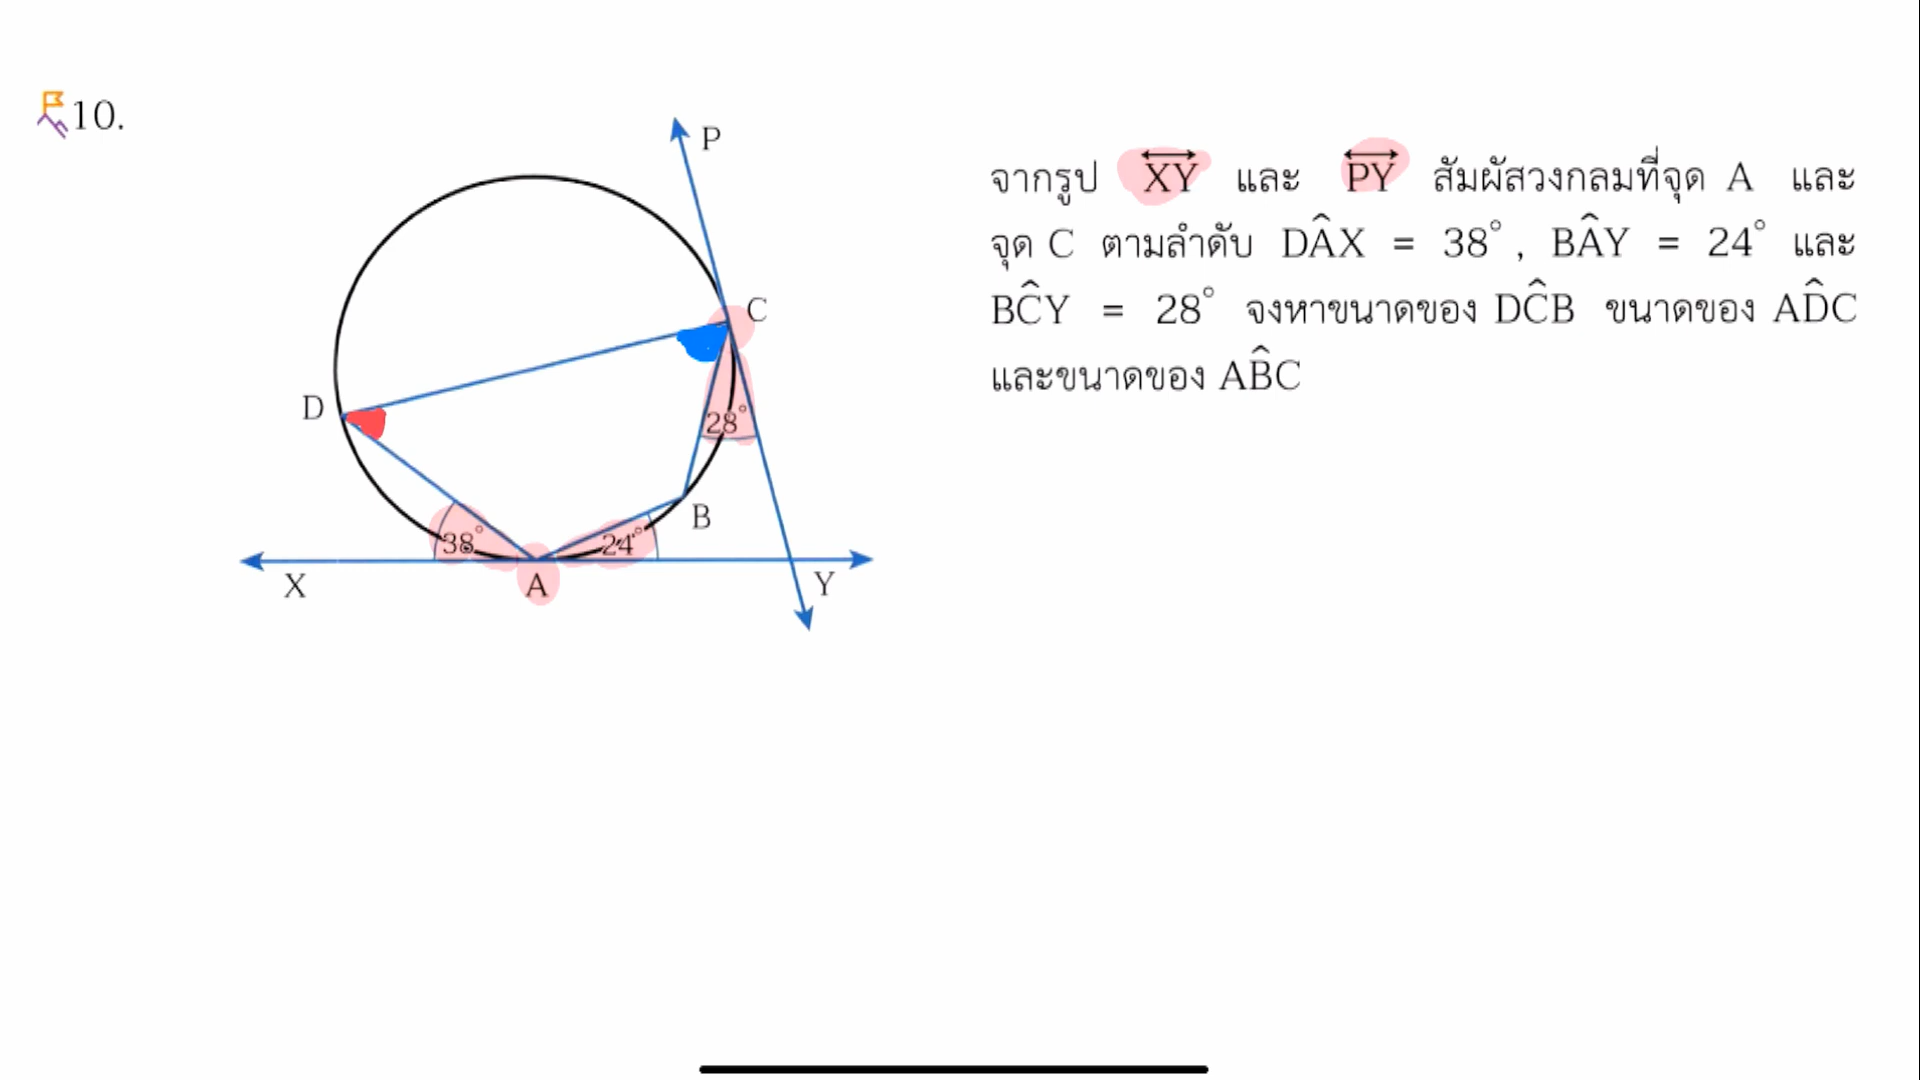 10.
P
จากรูป XY และ PY สัมผัสวงกลมที่จุด A และ
จุด C ตามลำดับ DÂX = 38°, BÂY = 24° และ
BĈY = 28° จงหาขนาดของ DĈB ขนาดของ AD̂C
และขนาดของ AB̂C
C
D
28°
B
38°
24°
X
A
Y